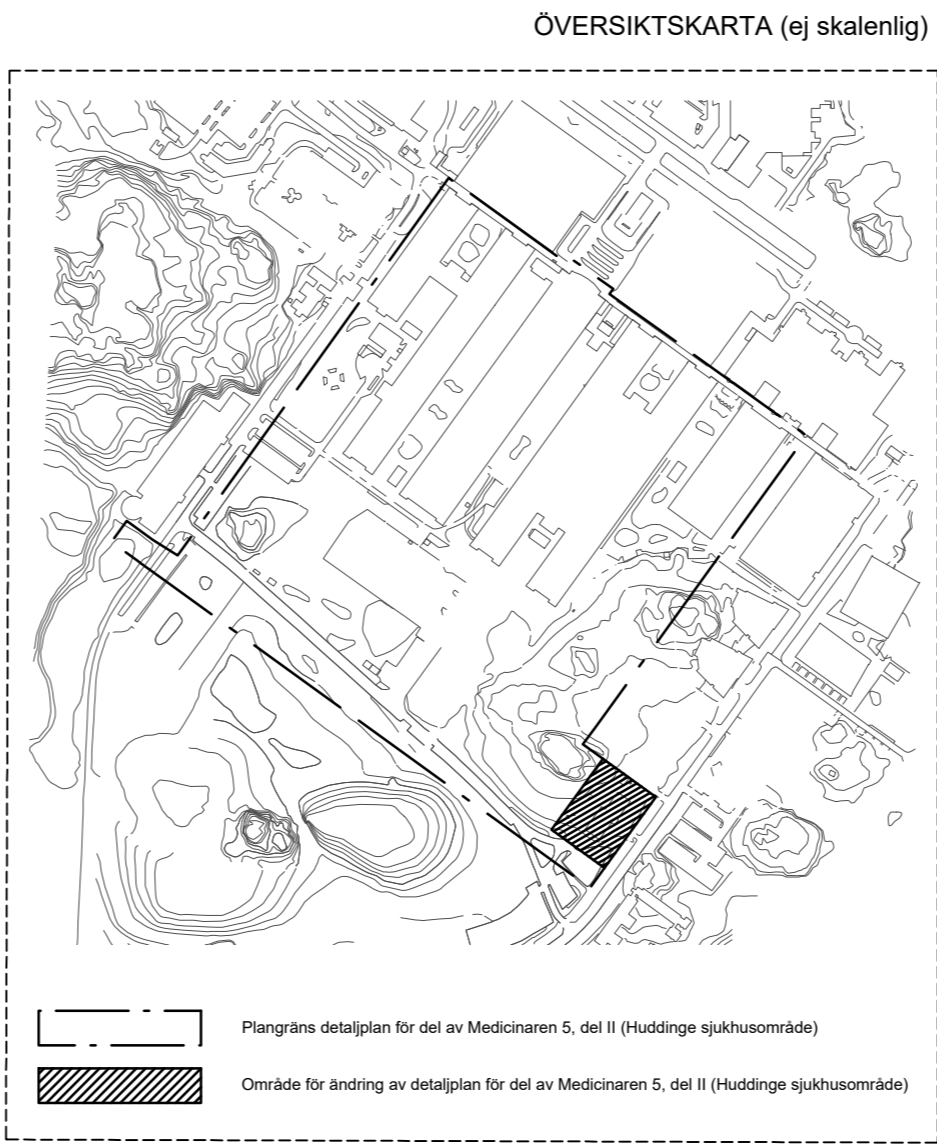 ÖVERSIKTSKARTA (ej skalenlig)
Plangräns detaljplan för del av Medicinaren 5, del II (Huddinge sjukhusområde)
Område för ändring av detaljplan för del av Medicinaren 5, del II (Huddinge sjukhusområde)